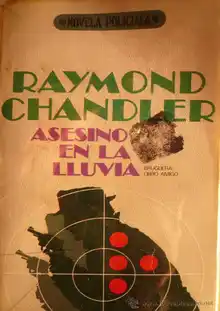 NOVELA POLICIACA
RAYMOND
CHANDLER
ASESINO
EN LA
LLUVIA
BRUGUERA
LIBRO AMIGO